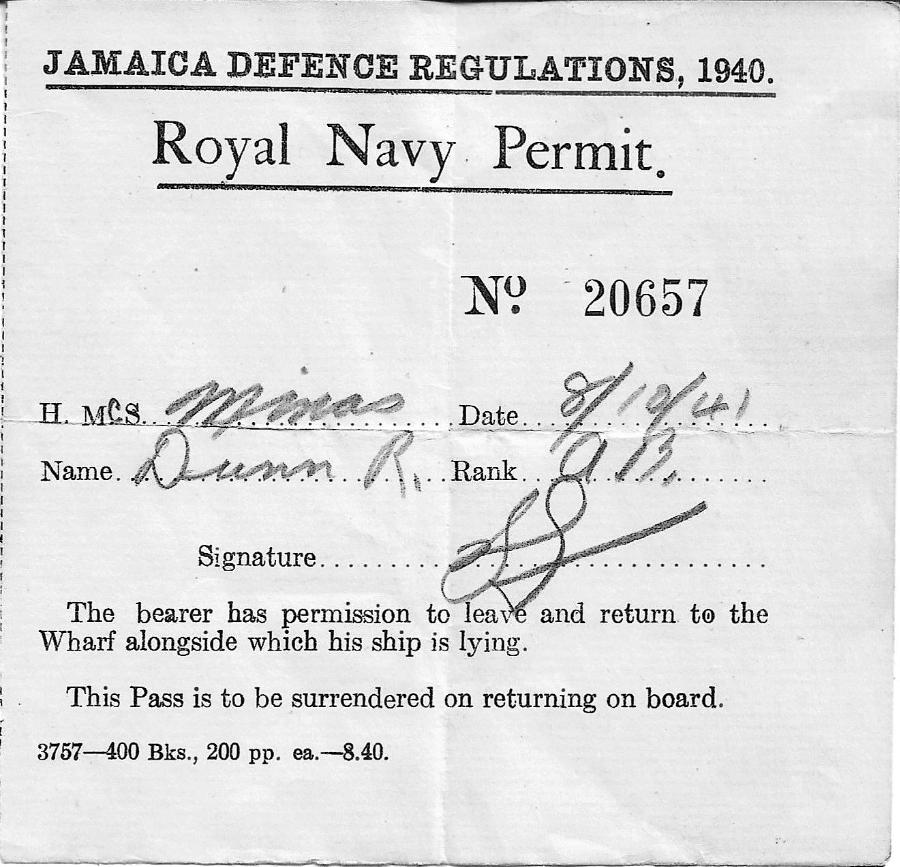 JAMAICA DEFENCE REGULATIONS, 1940.
Royal Navy Permit.
Nº. 20657
H. MCS. Minas Date 8/12/41
Name. Dunn R. Rank A.B.
Signature
The bearer has permission to leave and return to the
Wharf alongside which his ship is lying.
This Pass is to be surrendered on returning on board.
3757—400 Bks., 200 pp. ea.—8.40.